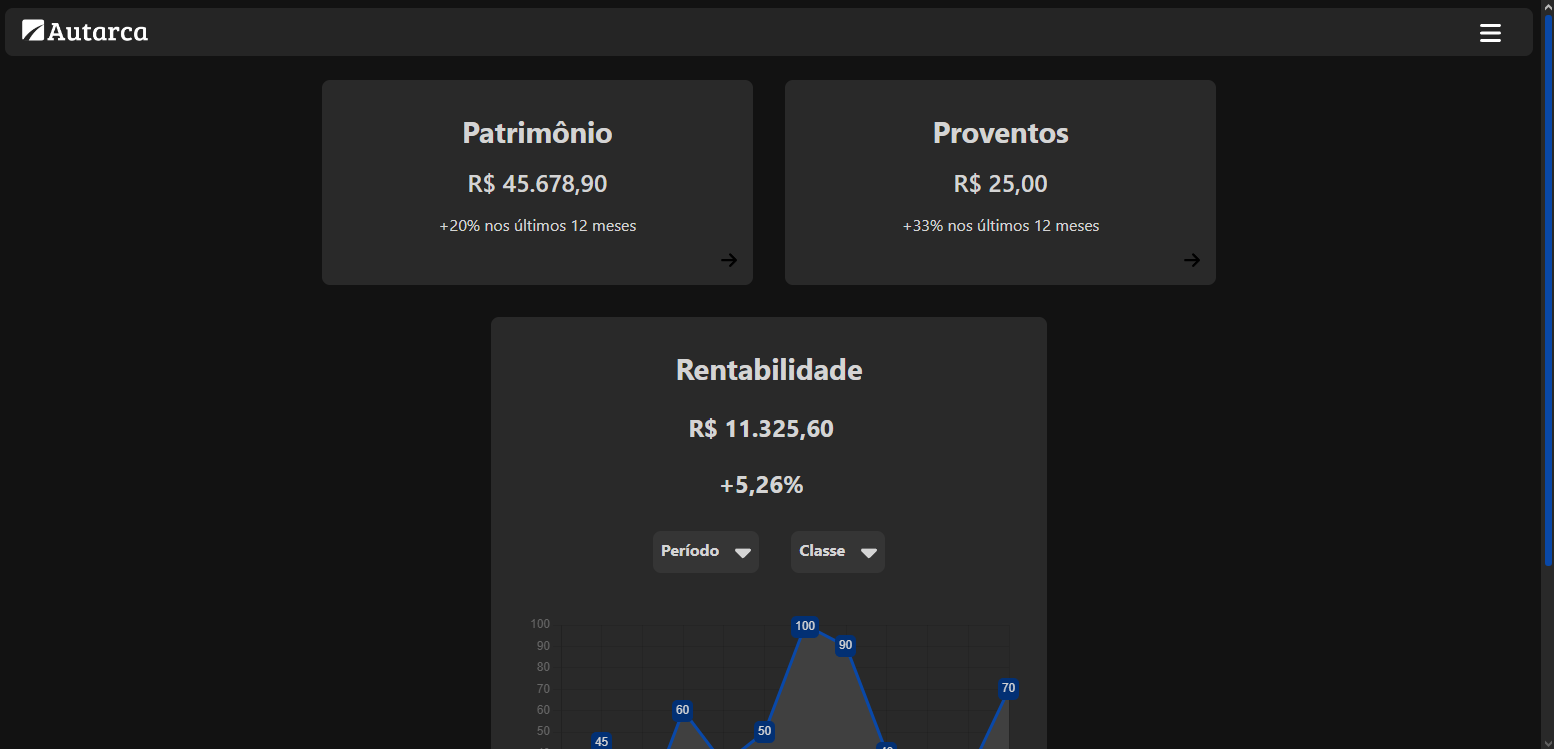 Autarca
Patrimônio
R$ 45.678,90
+20% nos últimos 12 meses
Proventos
R$ 25,00
+33% nos últimos 12 meses
Rentabilidade
R$ 11.325,60
+5,26%
Período
Classe
100
90
80
70
60
50
45
60
50
100
90
70